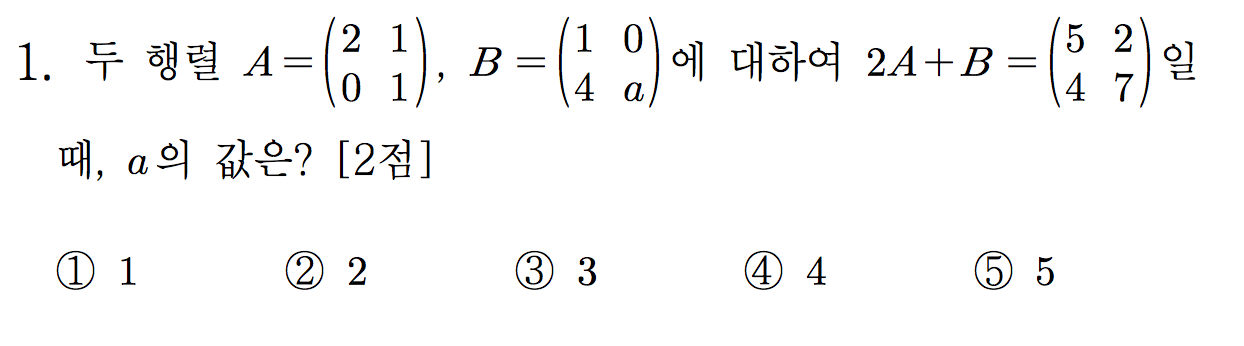 1. 두 행렬 A=(2 1; 0 1), B=(1 0; 4 a)에 대하여 2A+B=(5 2; 4 7)일
때, a의 값은? [2점]
① 1 ② 2 ③ 3 ④ 4 ⑤ 5